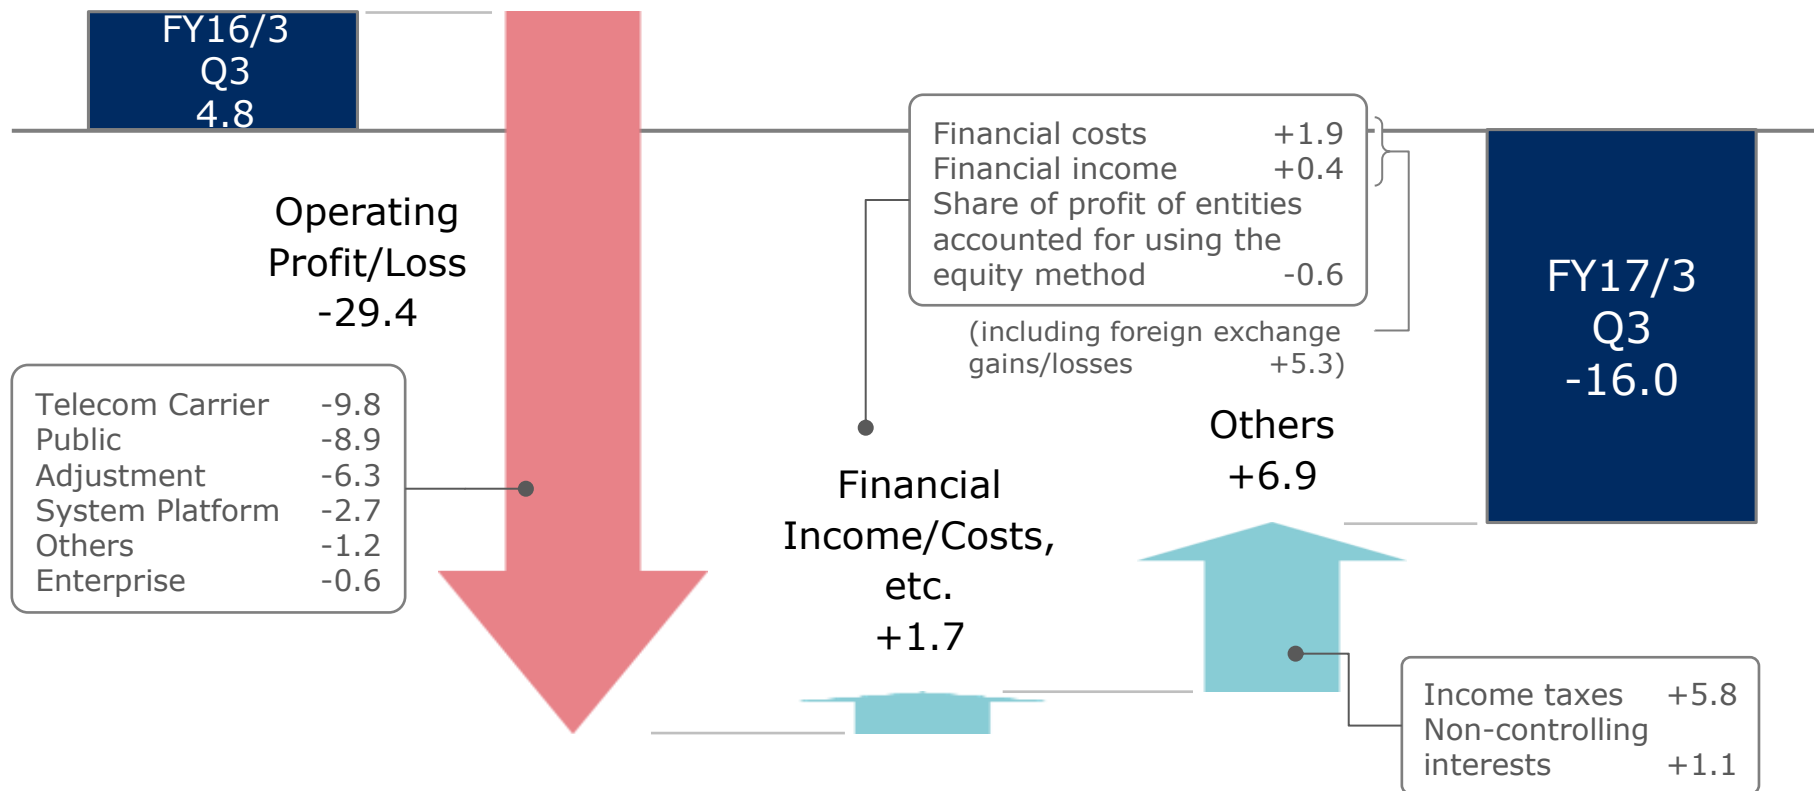 FY16/3
Q3
4.8
Operating
Profit/Loss
-29.4
Telecom Carrier -9.8
Public -8.9
Adjustment -6.3
System Platform -2.7
Others -1.2
Enterprise -0.6
Financial costs +1.9
Financial income +0.4
Share of profit of entities
accounted for using the
equity method -0.6
(including foreign exchange
gains/losses +5.3)
Financial
Income/Costs,
etc.
+1.7
Others
+6.9
Income taxes +5.8
Non-controlling
interests +1.1
FY17/3
Q3
-16.0